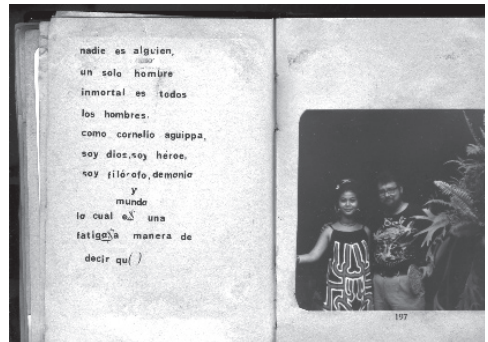 nadie es alguien,
un solo hombre
inmortal es todos
los hombres.
como cornelio aguippa,
soy dios, soy héroe,
soy filósofo, demonio
y
mundo
lo cual es una
fatigosa manera de
decir qu( )
197